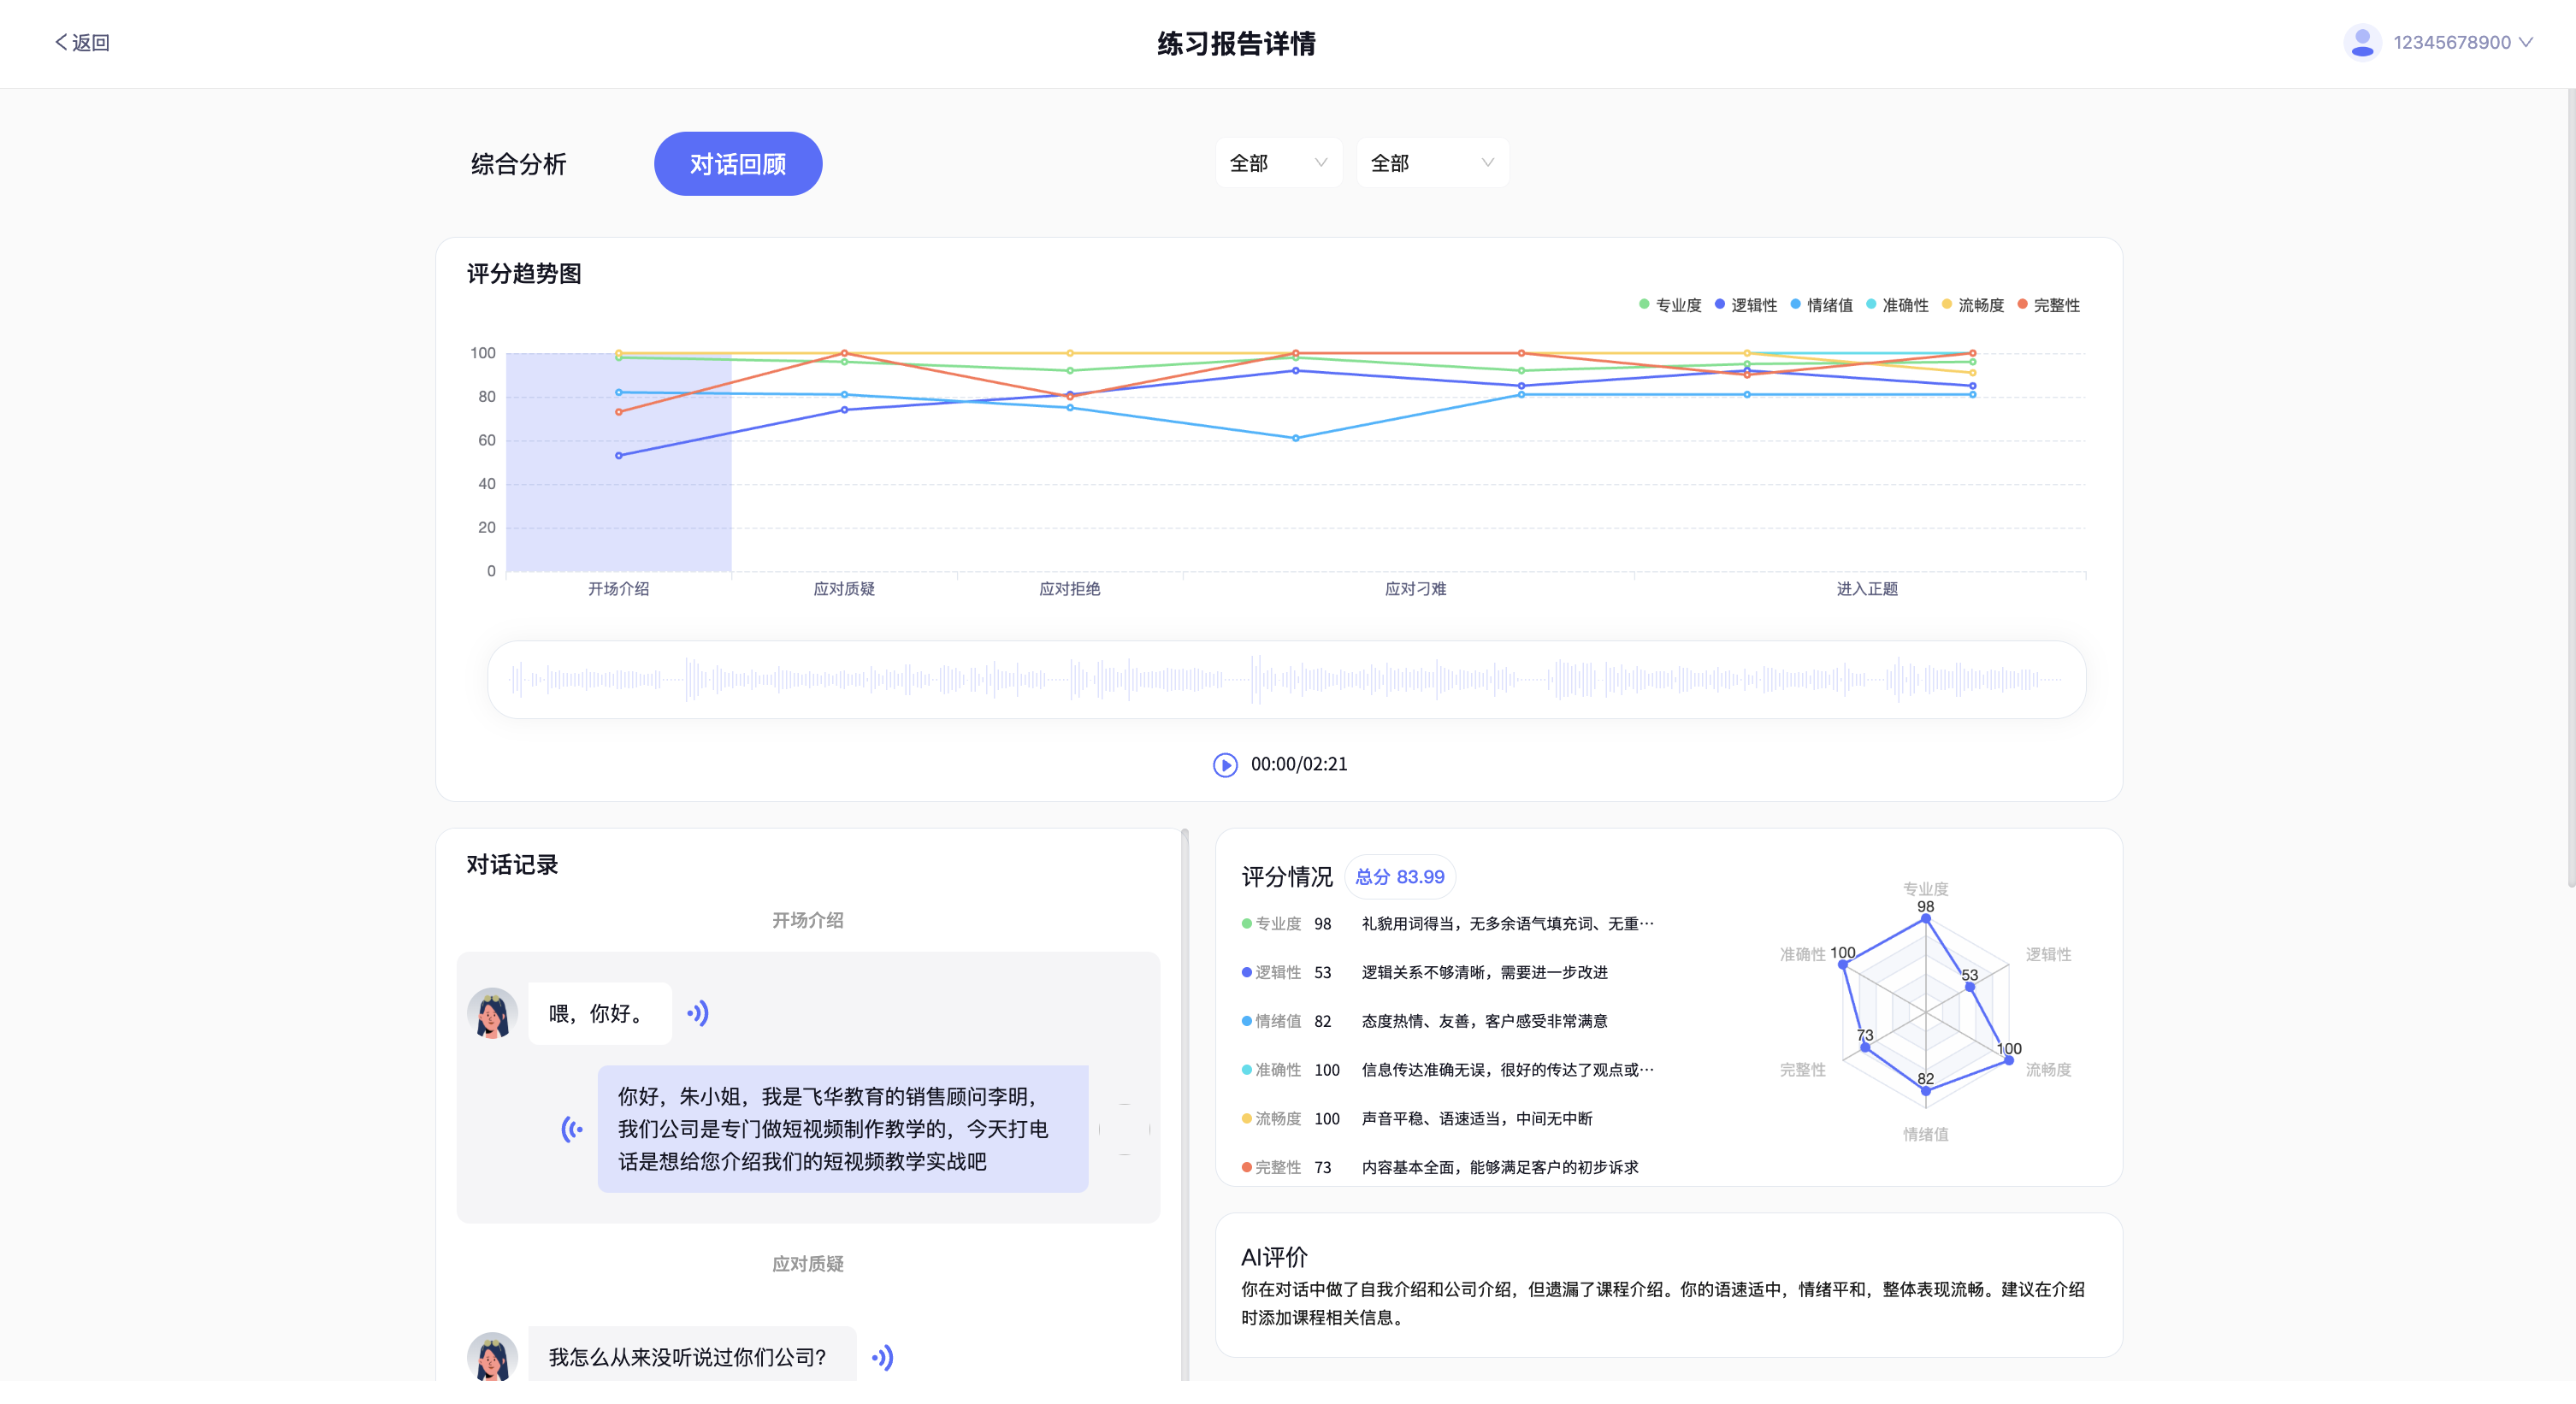 返回
练习报告详情
12345678900
综合分析
对话回顾
全部
全部
评分趋势图
专业度
逻辑性
情绪值
准确性
流畅度
完整性
100
80
60
40
20
0
开场介绍
应对质疑
应对拒绝
应对刁难
进入正题
00:00/02:21
对话记录
开场介绍
喂，你好。
你好，朱小姐，我是飞华教育的销售顾问李明，
我们公司是专门做短视频制作教学的，今天打电
话是想给您介绍我们的短视频教学实战吧
应对质疑
我怎么从来没听说过你们公司？
评分情况
总分 83.99
专业度 98 礼貌用词得当，无多余语气填充词、无重…
逻辑性 53 逻辑关系不够清晰，需要进一步改进
情绪值 82 态度热情、友善，客户感受非常满意
准确性 100 信息传达准确无误，很好的传达了观点或…
流畅度 100 声音平稳、语速适当，中间无中断
完整性 73 内容基本全面，能够满足客户的初步诉求
专业度
98
准确性 100
逻辑性
53
73
100
完整性
流畅度
82
情绪值
AI评价
你在对话中做了自我介绍和公司介绍，但遗漏了课程介绍。你的语速适中，情绪平和，整体表现流畅。建议在介绍
时添加课程相关信息。